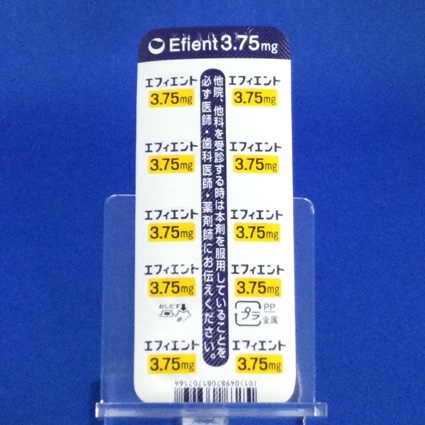 Efient 3.75mg
エフィエント エフィエント
3.75mg 3.75mg
エフィエント エフィエント
3.75mg 3.75mg
エフィエント エフィエント
3.75mg 3.75mg
エフィエント エフィエント
3.75mg 3.75mg
おしだす
プラ
PP
金属
エフィエント エフィエント
3.75mg 3.75mg
他院、他科を受診する時は本剤を服用していることを
必ず医師・歯科医師・薬剤師にお伝えください。
(01)04987081707164